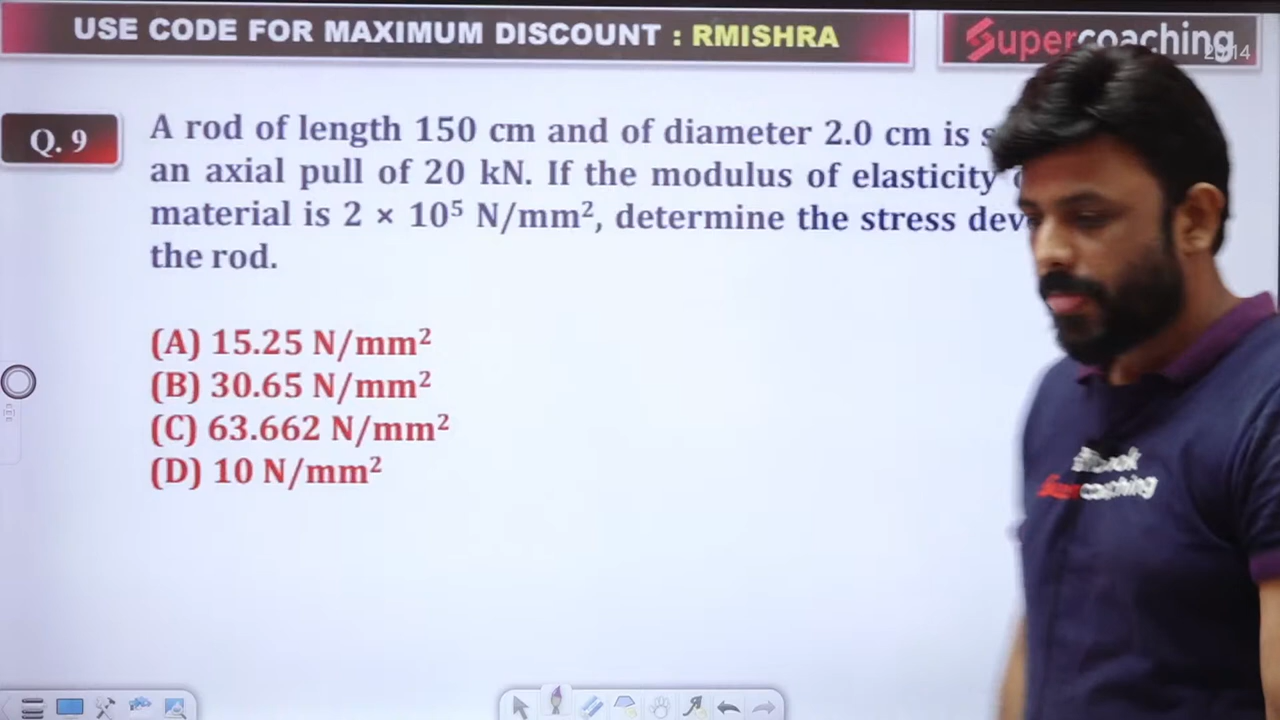 USE CODE FOR MAXIMUM DISCOUNT : RMISHRA
Supercoaching
Q. 9
A rod of length 150 cm and of diameter 2.0 cm is
an axial pull of 20 kN. If the modulus of elasticity
material is 2 × 10⁵ N/mm², determine the stress
the rod.
(A) 15.25 N/mm²
(B) 30.65 N/mm²
(C) 63.662 N/mm²
(D) 10 N/mm²
Supercoaching